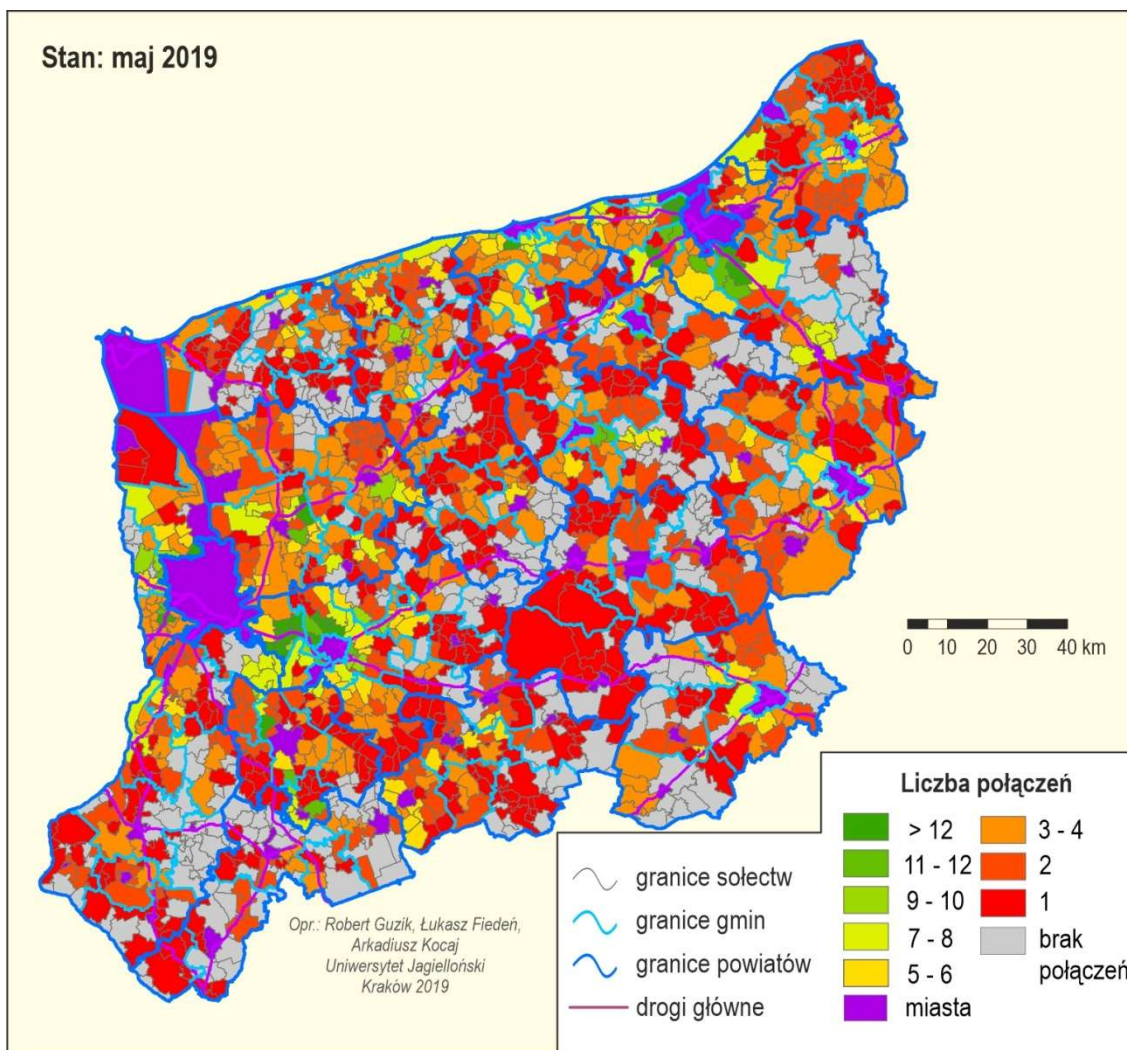 Stan: maj 2019
0 10 20 30 40 km
Liczba połączeń
> 12
11 - 12
9 - 10
7 - 8
5 - 6
miasta
3 - 4
2
1
brak
połączeń
granice sołectw
granice gmin
granice powiatów
drogi główne
Opr.: Robert Guzik, Łukasz Fiedeń,
Arkadiusz Kocaj
Uniwersytet Jagielloński
Kraków 2019